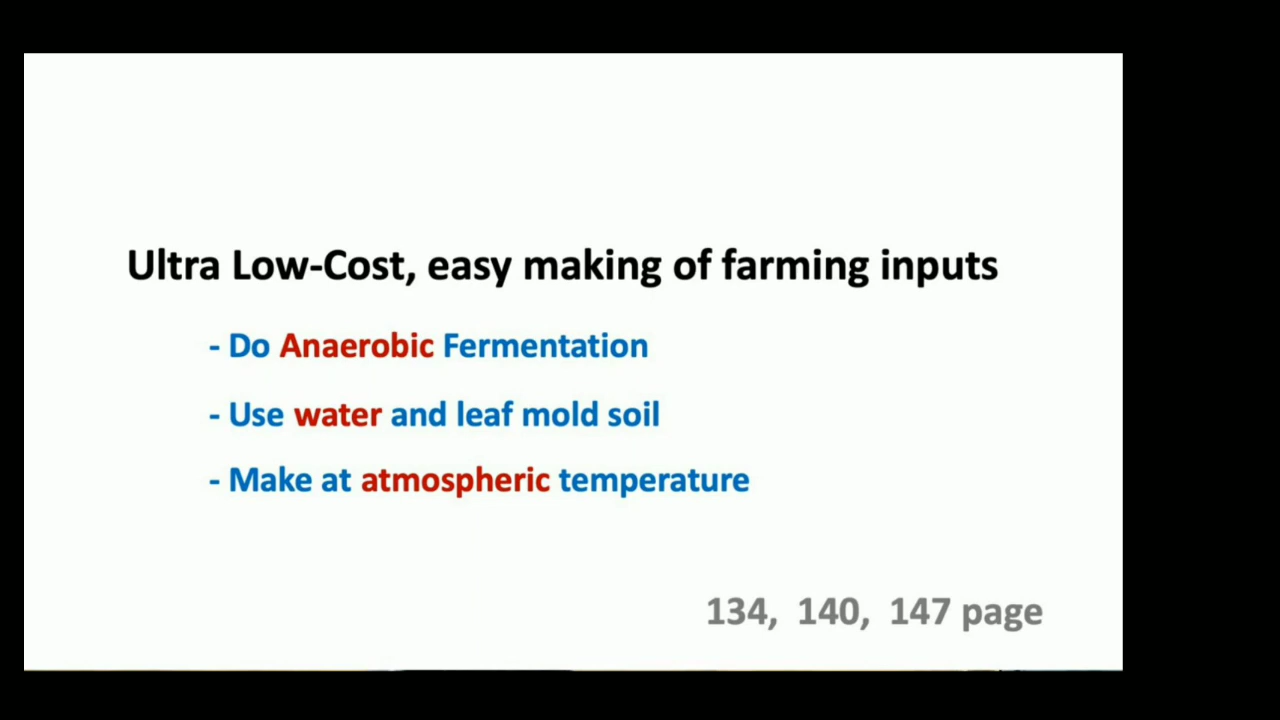 Ultra Low-Cost, easy making of farming inputs
- Do Anaerobic Fermentation
- Use water and leaf mold soil
- Make at atmospheric temperature
134, 140, 147 page